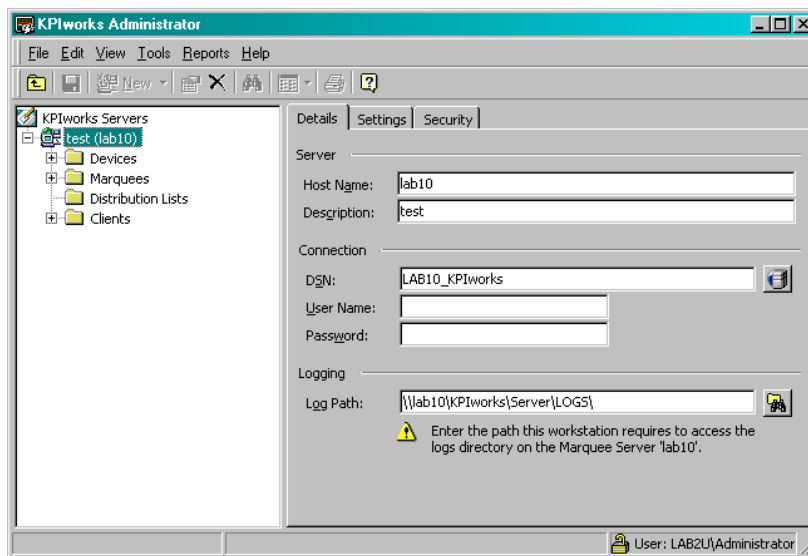 KPIworks Administrator
File Edit View Tools Reports Help
New
KPIworks Servers
test (lab10)
Devices
Marquees
Distribution Lists
Clients
Details Settings Security
Server
Host Name: lab10
Description: test
Connection
DSN: LAB10_KPIworks
User Name:
Password:
Logging
Log Path: \\lab10\KPIworks\Server\LOGS\
Enter the path this workstation requires to access the
logs directory on the Marquee Server 'lab10'.
User: LAB2U\Administrator